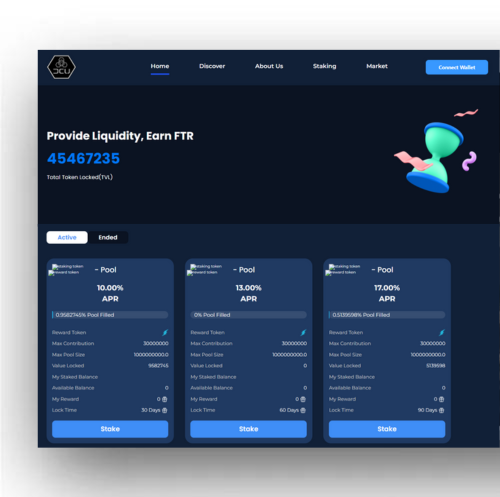 JCU
Home Discover About Us Staking Market Connect Wallet
Provide Liquidity, Earn FTR
45467235
Total Token Locked(TVL)
Active Ended
staking token
reward token
- Pool
10.00%
APR
0.9582745% Pool Filled
Reward Token
Max Contribution 30000000
Max Pool Size 1000000000.0
Value Locked 9582745
My Staked Balance
Available Balance 0
My Reward 0
Lock Time 30 Days
Stake
staking token
reward token
- Pool
13.00%
APR
0% Pool Filled
Reward Token
Max Contribution 30000000
Max Pool Size 1000000000.0
Value Locked 0
My Staked Balance
Available Balance 0
My Reward 0
Lock Time 60 Days
Stake
staking token
reward token
- Pool
17.00%
APR
0.5139598% Pool Filled
Reward Token
Max Contribution 30000000
Max Pool Size 1000000000.0
Value Locked 5139598
My Staked Balance
Available Balance 0
My Reward 0
Lock Time 90 Days
Stake